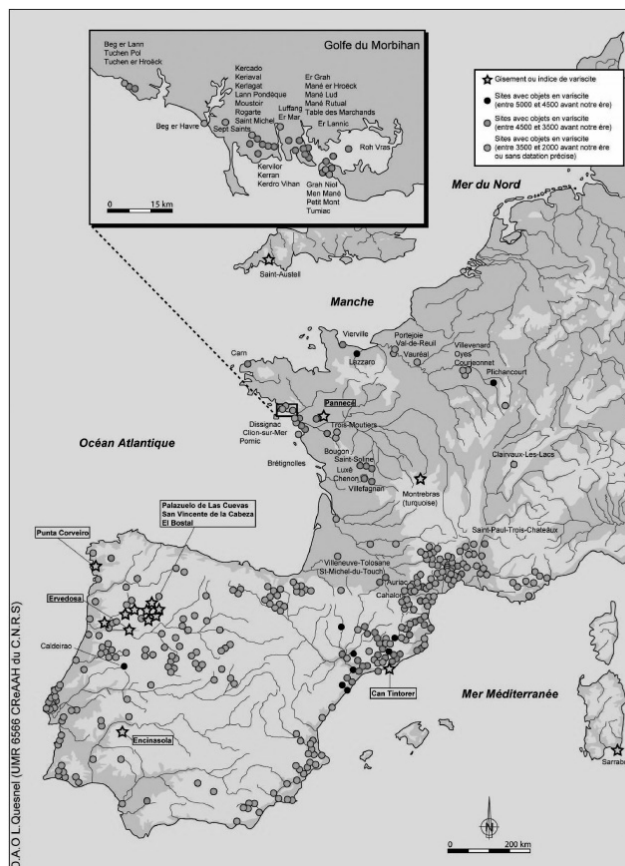 Golfe du Morbihan
Beg er Lann
Tuchen Pol
Tuchen er Hroëck
Beg er Havre
Kercado
Kerlaval
Kerlagat
Lann Pondèque
Moustoir
Rogarte
Saint Michel
Sept Saints
Luffang
Er Mar
Er Grah
Mané er Hroëck
Mané Lud
Mané Rutual
Table des Marchands
Er Lannic
Roh Vras
Kervilor
Kerran
Kerdro Vihan
Grah Niol
Men Mané
Petit Mont
Tumiac
0 15 km
Gisement ou indice de variscite
Sites avec objets en variscite
(entre 5000 et 4500 avant notre ère)
Sites avec objets en variscite
(entre 4500 et 3500 avant notre ère)
Sites avec objets en variscite
(entre 3500 et 2000 avant notre ère
ou sans datation précise)
Mer du Nord
Saint-Austell
Manche
Vierville
Lazzaro
Portejoie
Val-de-Reuil
Vauréal
Villevenard
Oyes
Courjeonnet
Plichancourt
Carn
Pannecé
Dissignac
Clion-sur-Mer
Pornic
Trois-Moutiers
Océan Atlantique
Brétignolles
Bougon
Saint-Soline
Luxé
Chenon
Villefagnan
Montrebras
(turquoise)
Clairvaux-Les-Lacs
Palazuelo de Las Cuevas
San Vincente de la Cabeza
El Bostal
Punta Corveiro
Ervedosa
Caldeirao
Encinasola
Villeneuve-Tolosane
(St-Michel-du-Touch)
Auriac
Cahalons
Saint-Paul-Trois-Chateaux
Can Tintorer
Mer Méditerranée
Sarrabus
N
0 200 km
D.A.O L.Quesnel (UMR 6566 CReAAH du C.N.R.S)